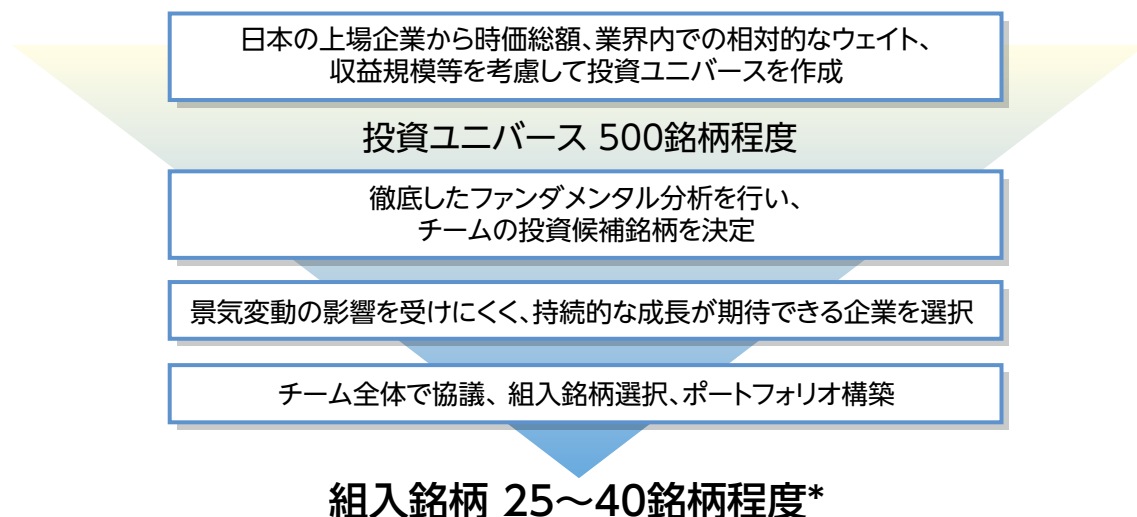 日本の上場企業から時価総額、業界内での相対的なウェイト、
収益規模等を考慮して投資ユニバースを作成
投資ユニバース 500銘柄程度
徹底したファンダメンタル分析を行い、
チームの投資候補銘柄を決定
景気変動の影響を受けにくく、持続的な成長が期待できる企業を選択
チーム全体で協議、組入銘柄選択、ポートフォリオ構築
組入銘柄 25〜40銘柄程度*